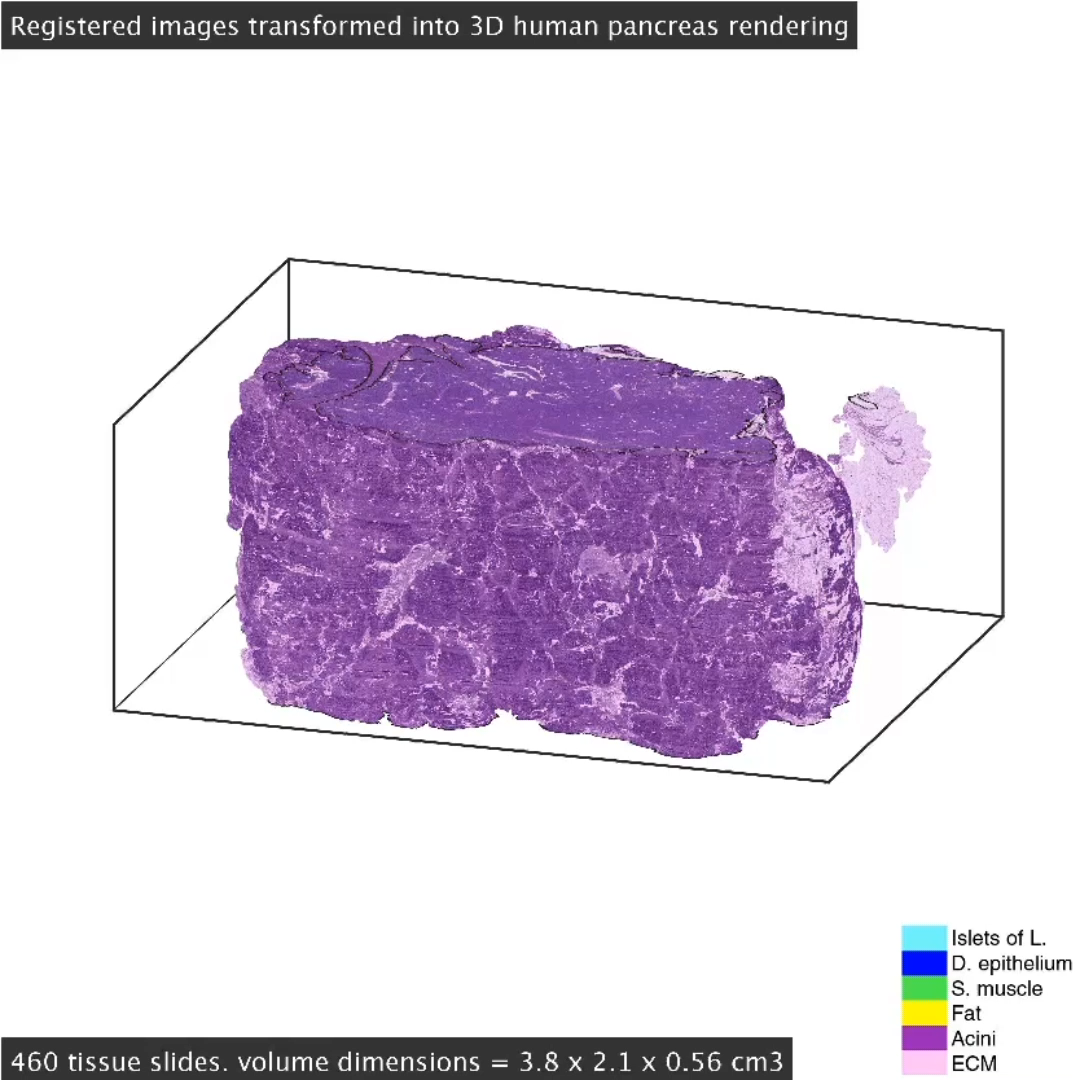 Registered images transformed into 3D human pancreas rendering
Islets of L.
D. epithelium
S. muscle
Fat
Acini
ECM
460 tissue slides. volume dimensions = 3.8 x 2.1 x 0.56 cm3